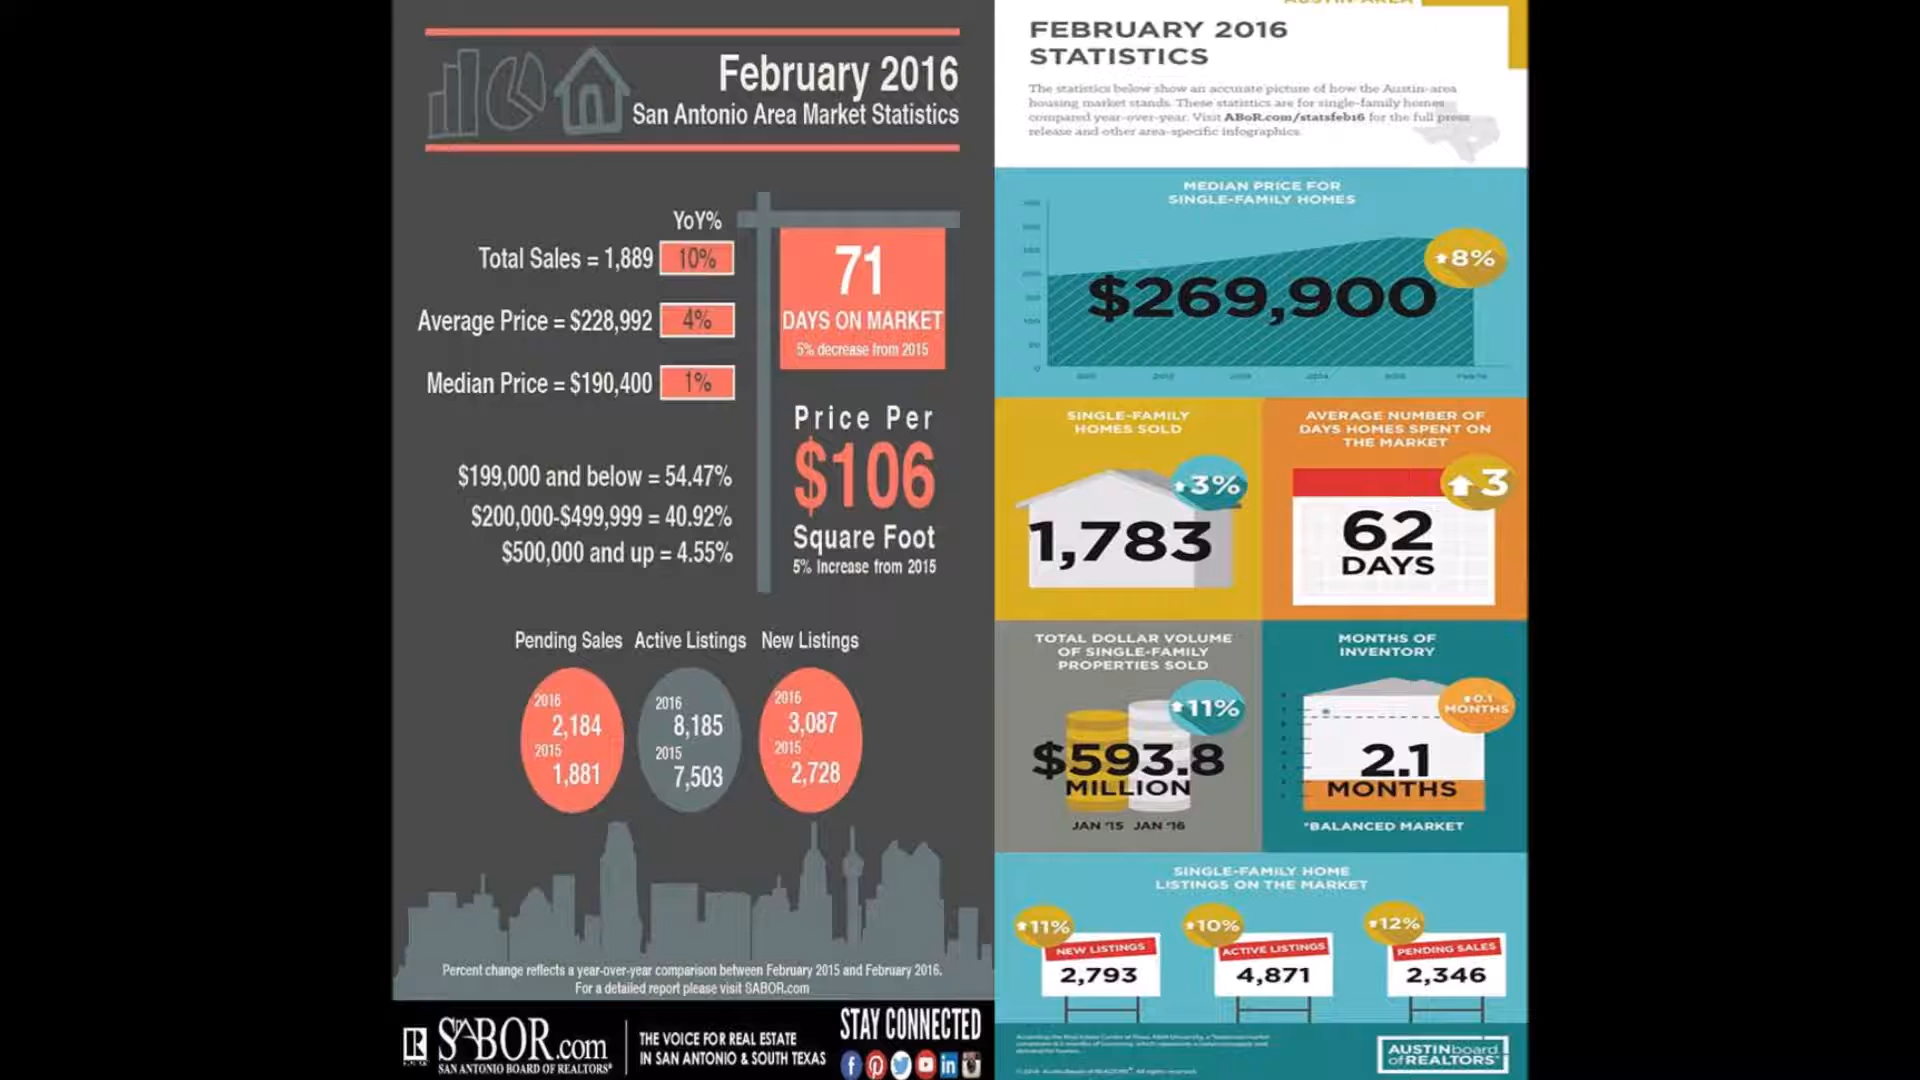 February 2016
San Antonio Area Market Statistics
YoY%
Total Sales = 1,889 10%
Average Price = $228,992 4%
Median Price = $190,400 1%
71
DAYS ON MARKET
5% decrease from 2015
$199,000 and below = 54.47%
$200,000-$499,999 = 40.92%
$500,000 and up = 4.55%
Price Per
$106
Square Foot
5% Increase from 2015
Pending Sales Active Listings New Listings
2016
2,184
2015
1,881
2016
8,185
2015
7,503
2016
3,087
2015
2,728
Percent change reflects a year-over-year comparison between February 2015 and February 2016.
For a detailed report please visit SABOR.com
SABOR.com
SAN ANTONIO BOARD OF REALTORS®
THE VOICE FOR REAL ESTATE
IN SAN ANTONIO & SOUTH TEXAS
STAY CONNECTED
AUSTIN-AREA
FEBRUARY 2016
STATISTICS
The statistics below show an accurate picture of how the Austin-area
housing market stands. These statistics are for single-family homes
compared year-over-year. Visit ABoR.com/statsfeb16 for the full press
release and other area-specific infographics.
MEDIAN PRICE FOR
SINGLE-FAMILY HOMES
8%
$269,900
2012 2013 2014
SINGLE-FAMILY
HOMES SOLD
3%
1,783
AVERAGE NUMBER OF
DAYS HOMES SPENT ON
THE MARKET
3
62
DAYS
TOTAL DOLLAR VOLUME
OF SINGLE-FAMILY
PROPERTIES SOLD
11%
$593.8
MILLION
JAN '15 JAN '16
MONTHS OF
INVENTORY
0.1
MONTHS
2.1
MONTHS
*BALANCED MARKET
SINGLE-FAMILY HOME
LISTINGS ON THE MARKET
11%
NEW LISTINGS
2,793
10%
ACTIVE LISTINGS
4,871
12%
PENDING SALES
2,346
AUSTINboard
of REALTORS®